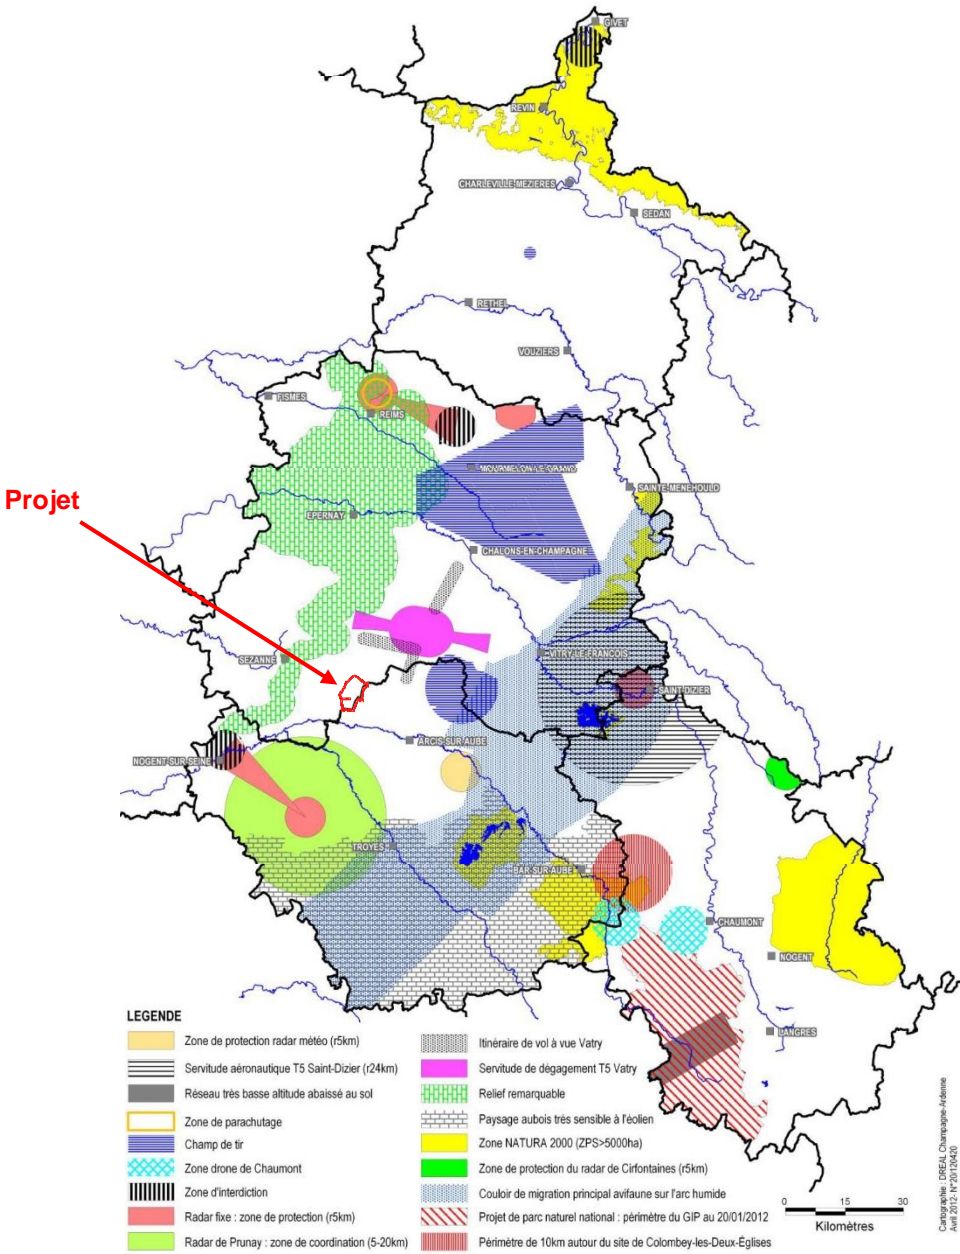 GIVET
REVIN
CHARLEVILLE-MEZIERES
SEDAN
RETHEL
VOUZIERS
FISMES
REIMS
MOURMELON-LE-GRAND
SAINTE-MENEHOULD
Projet
EPERNAY
CHALONS-EN-CHAMPAGNE
SEZANNE
VITRY-LE-FRANCOIS
SAINT-DIZIER
ARCIS-SUR-AUBE
NOGENT-SUR-SEINE
TROYES
BAR-SUR-AUBE
CHAUMONT
NOGENT
LANGRES
LEGENDE
Zone de protection radar météo (r5km)
Servitude aéronautique T5 Saint-Dizier (r24km)
Réseau très basse altitude abaissé au sol
Zone de parachutage
Champ de tir
Zone drone de Chaumont
Zone d'interdiction
Radar fixe : zone de protection (r5km)
Radar de Prunay : zone de coordination (5-20km)
Itinéraire de vol à vue Vatry
Servitude de dégagement T5 Vatry
Relief remarquable
Paysage aubois très sensible à l'éolien
Zone NATURA 2000 (ZPS>5000ha)
Zone de protection du radar de Cirfontaines (r5km)
Couloir de migration principal avifaune sur l'arc humide
Projet de parc naturel national : périmètre du GIP au 20/01/2012
Périmètre de 10km autour du site de Colombey-les-Deux-Églises
0 15 30
Kilomètres
Cartographie : DREAL Champagne-Ardenne
Avril 2012- N°20120420